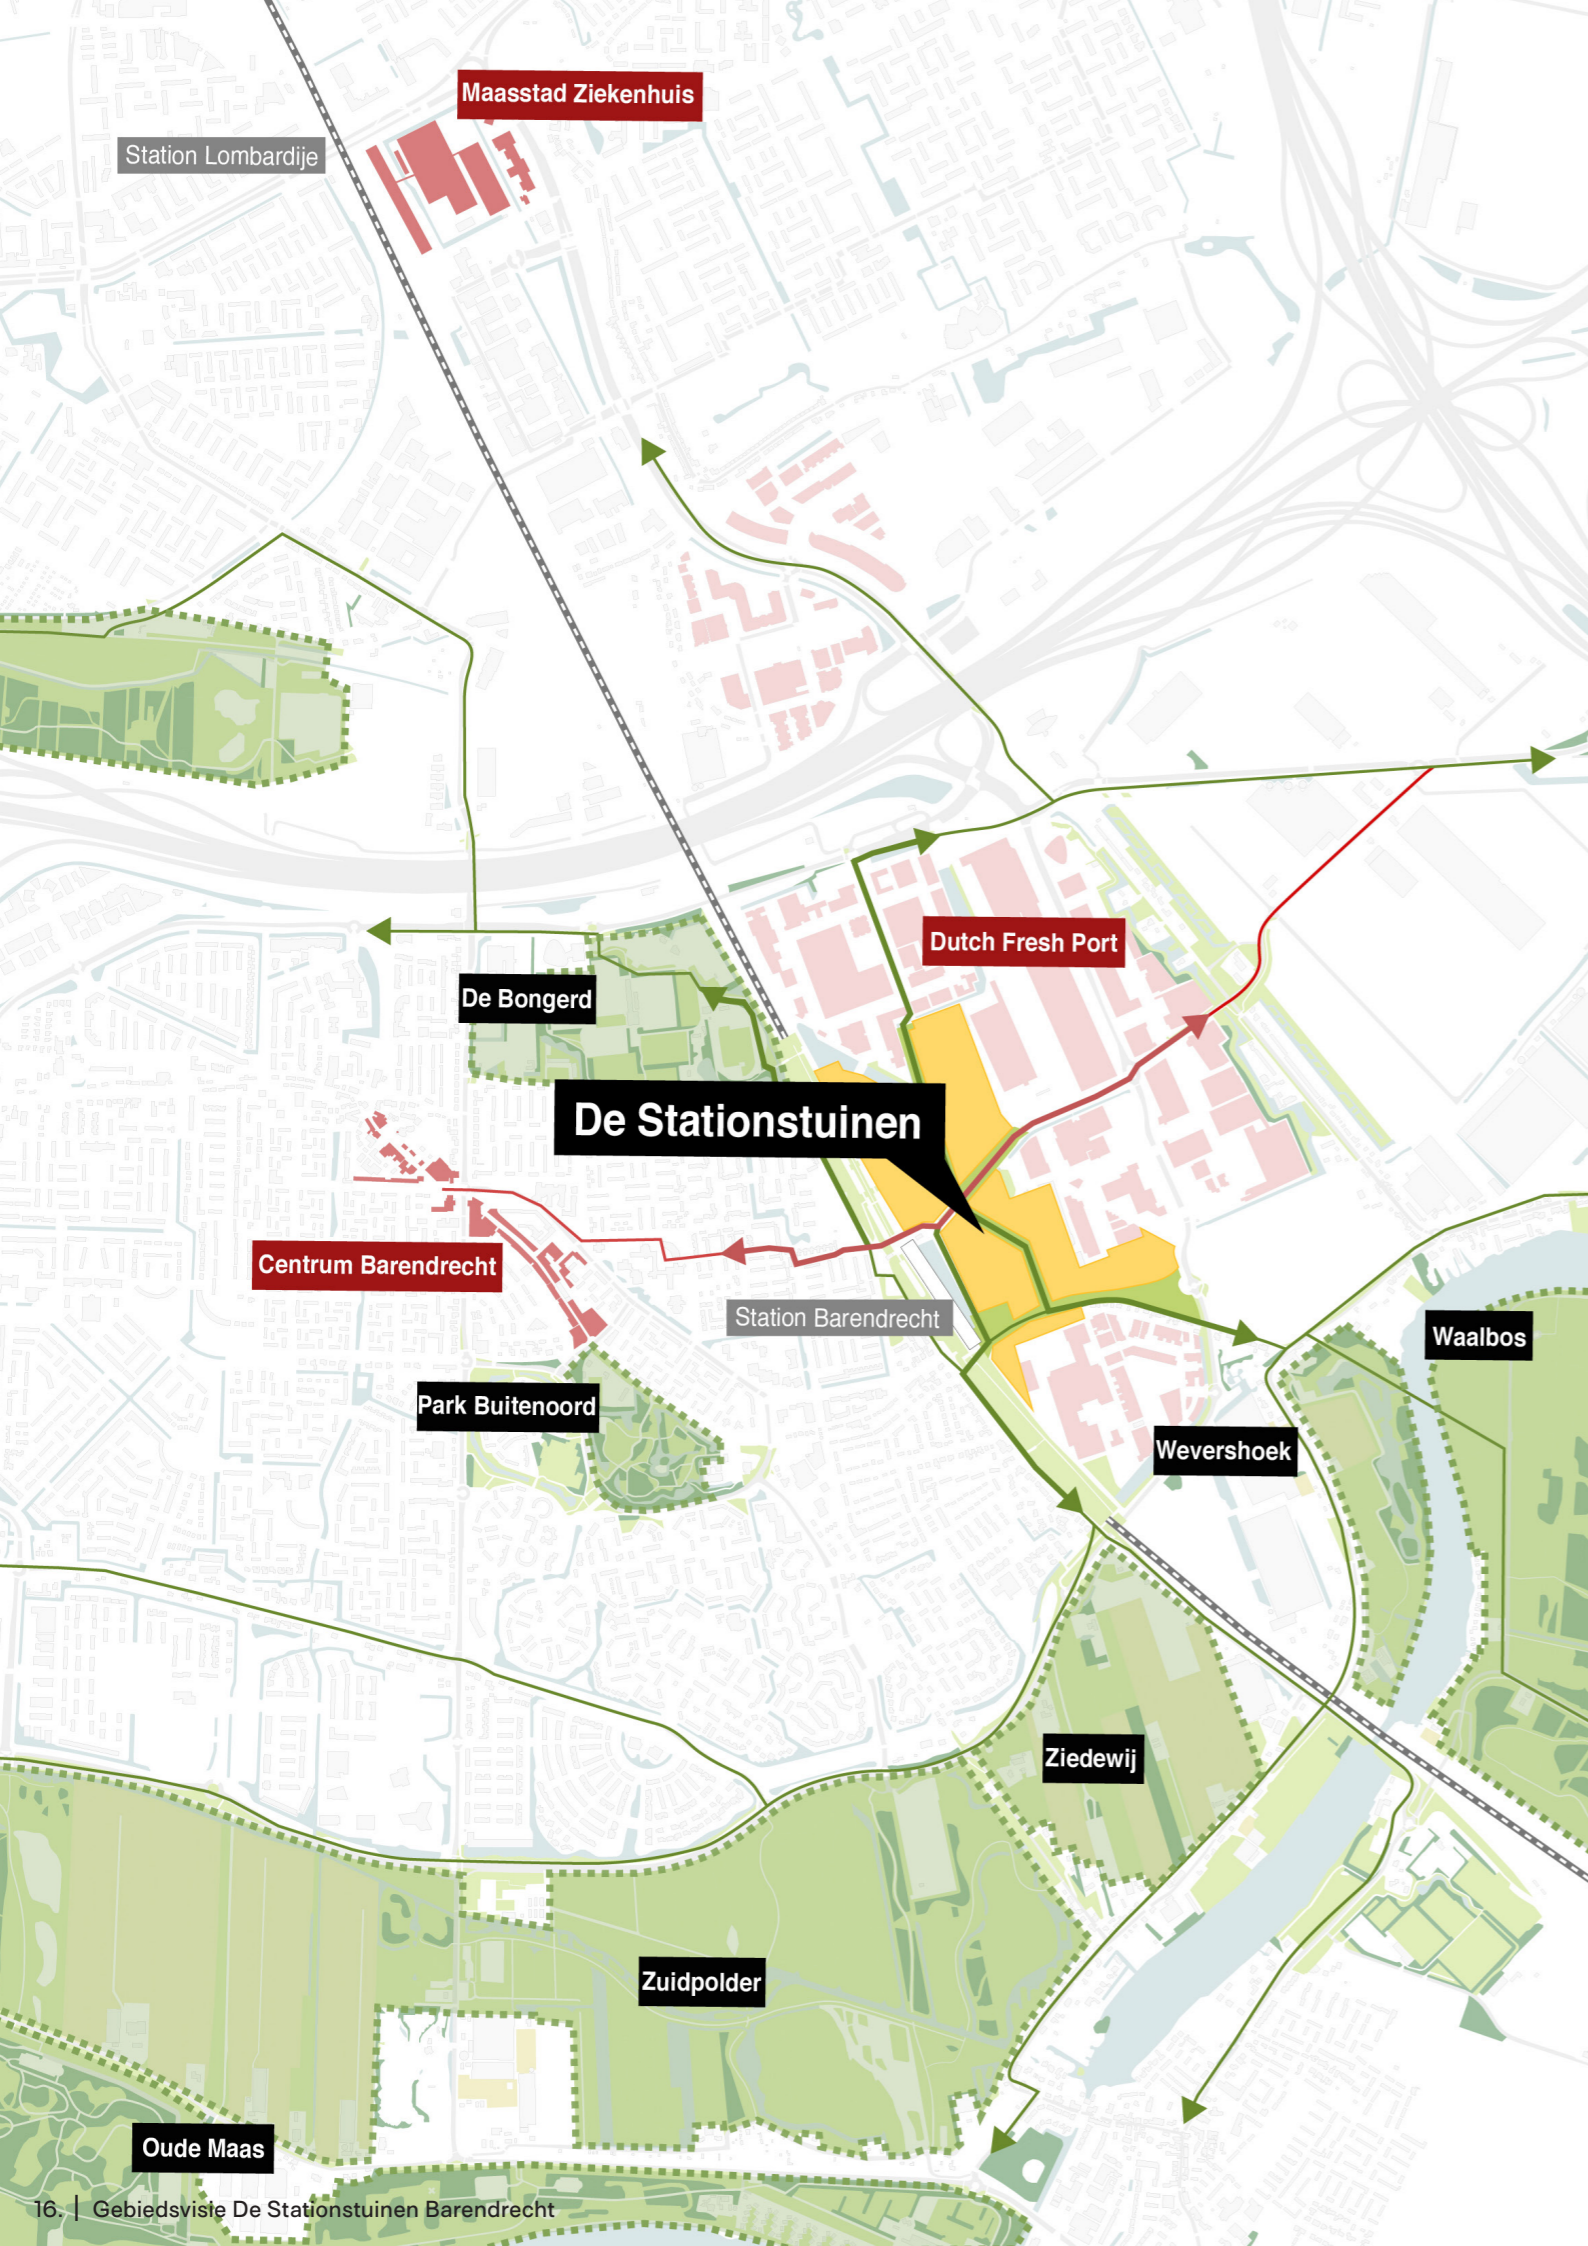 Maasstad Ziekenhuis
Station Lombardije
Dutch Fresh Port
De Bongerd
De Stationstuinen
Centrum Barendrecht
Station Barendrecht
Waalbos
Park Buitenoord
Wevershoek
Ziedewij
Zuidpolder
Oude Maas
16. | Gebiedsvisie De Stationstuinen Barendrecht